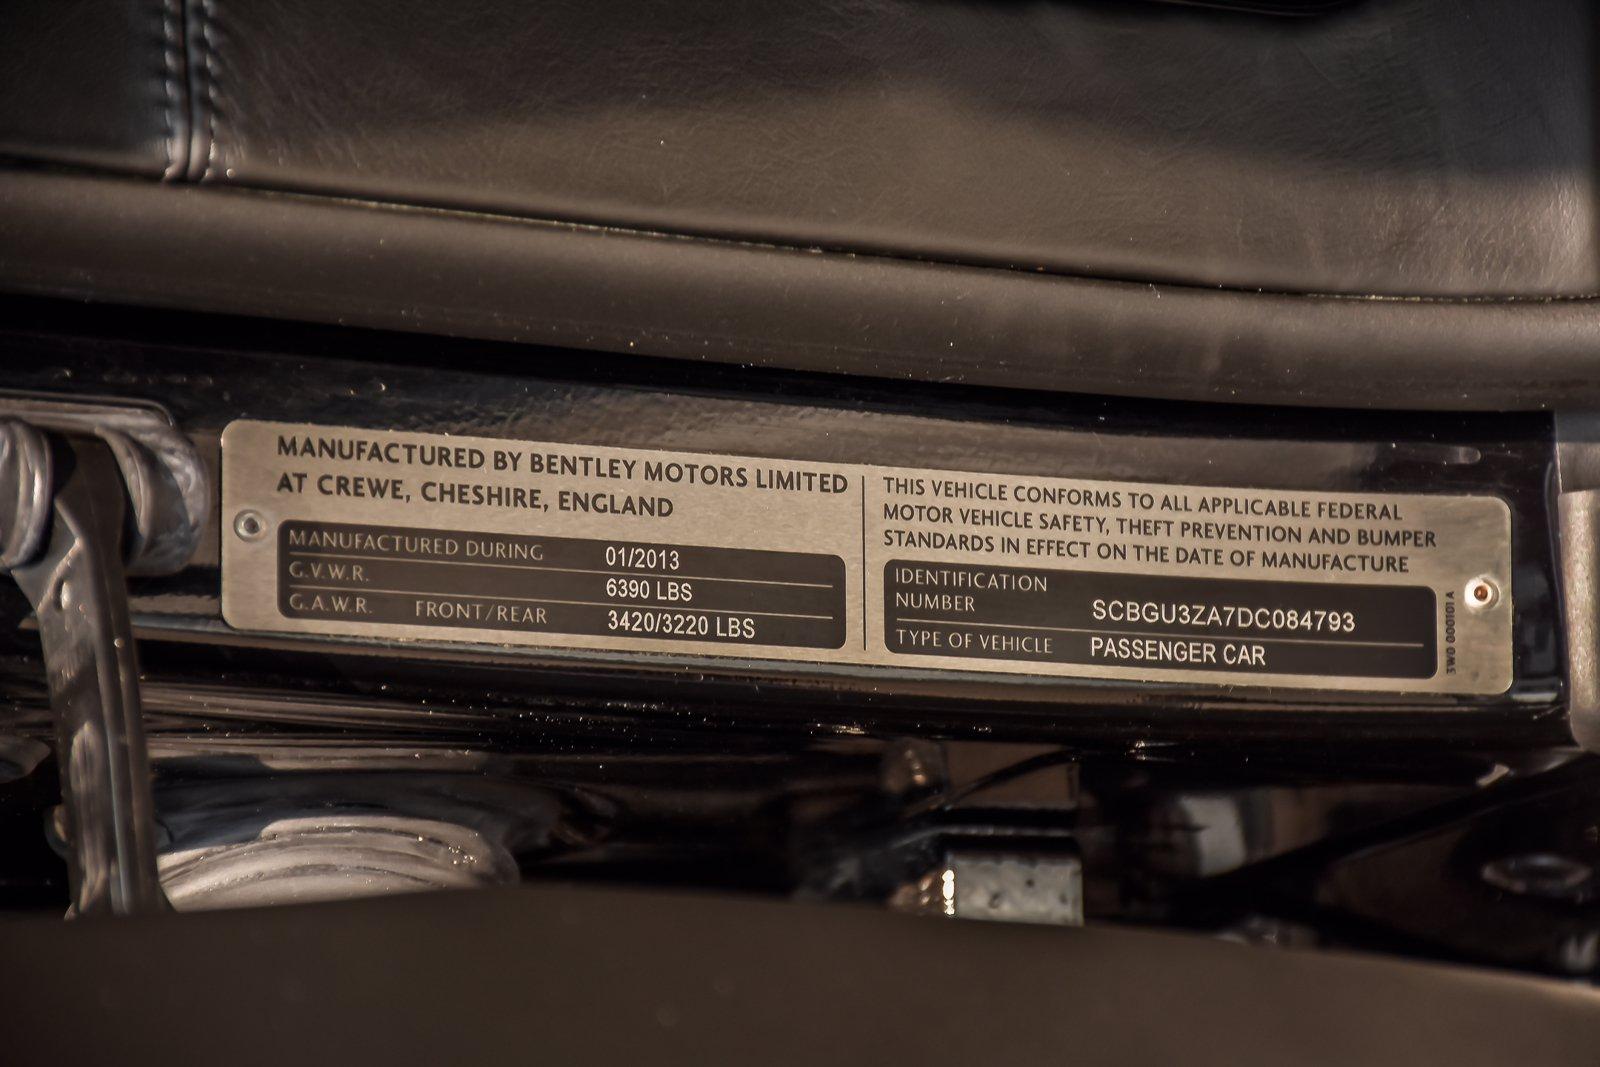 MANUFACTURED BY BENTLEY MOTORS LIMITED
AT CREWE, CHESHIRE, ENGLAND
MANUFACTURED DURING 01/2013
G.V.W.R. 6390 LBS
G.A.W.R. FRONT/REAR 3420/3220 LBS
THIS VEHICLE CONFORMS TO ALL APPLICABLE FEDERAL
MOTOR VEHICLE SAFETY, THEFT PREVENTION AND BUMPER
STANDARDS IN EFFECT ON THE DATE OF MANUFACTURE
IDENTIFICATION
NUMBER SCBGU3ZA7DC084793
TYPE OF VEHICLE PASSENGER CAR
3W0 000101 A